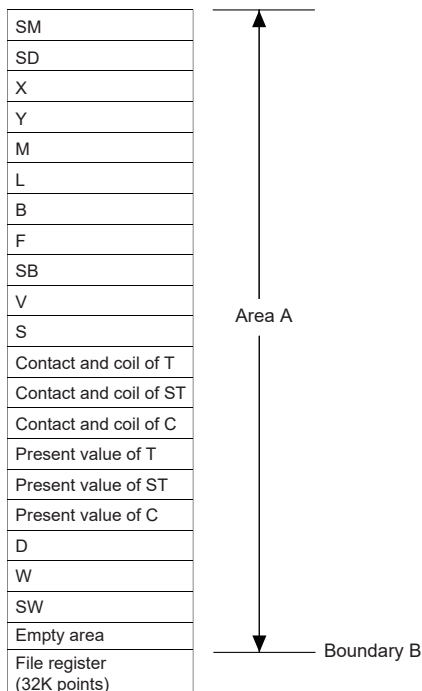 SM
SD
X
Y
M
L
B
F
SB
V
S
Contact and coil of T
Contact and coil of ST
Contact and coil of C
Present value of T
Present value of ST
Present value of C
D
W
SW
Empty area
File register
(32K points)
Area A
Boundary B